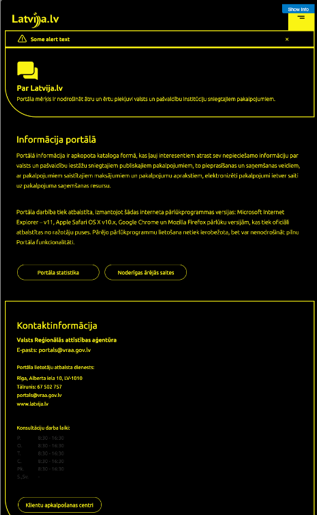 Show info
Latvija.lv
Some alert text
×
Par Latvija.lv
Portāla mērķis ir nodrošināt ātru un ērtu piekļuvi valsts un pašvaldību institūciju sniegtajiem pakalpojumiem.
Informācija portālā
Portālā informācija ir apkopota kataloga formā, kas ļauj interesentiem atrast sev nepieciešamo informāciju par
valsts un pašvaldību iestāžu sniegtajiem publiskajiem pakalpojumiem, to pieprasīšanas un saņemšanas veidiem,
ar pakalpojumiem saistītajiem maksājumiem un pakalpojumu aprakstiem, elektronizēti pakalpojumi ietver saiti
uz pakalpojuma saņemšanas resursu.
Portāla darbība tiek atbalstīta, izmantojot šādas interneta pārlūkprogrammas versijas: Microsoft Internet
Explorer - v11, Apple Safari OS X v10.x, Google Chrome un Mozilla Firefox pārlūku versijām, kas tiek oficiāli
atbalstītas no ražotāju puses. Pārējo pārlūkprogrammu lietošana netiek ierobežota, bet var nenodrošināt pilnu
Portāla funkcionalitāti.
Portāla statistika
Noderīgas ārējās saites
Kontaktinformācija
Valsts Reģionālās attīstības aģentūra
E-pasts: portals@vraa.gov.lv
Portāla lietotāju atbalsta dienests:
Rīga, Alberta iela 10, LV-1010
Tālrunis: 67 502 757
portals@vraa.gov.lv
www.latvija.lv
Konsultāciju darba laiki:
P. 8:30 - 16:30
O. 8:30 - 16:30
T. 8:30 - 16:30
C. 8:30 - 16:30
Pk. 8:30 - 16:30
S.,Sv. -
Klientu apkalpošanas centri